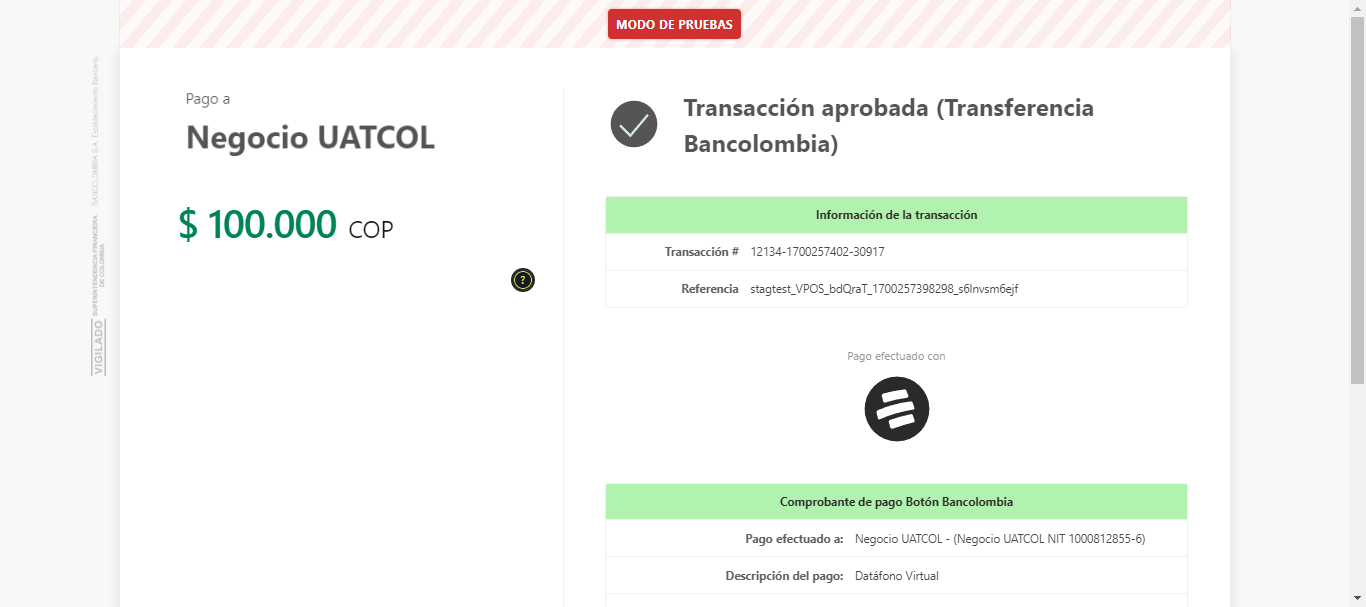 MODO DE PRUEBAS
BANCOLOMBIA S.A. Establecimiento Bancario
VIGILADO SUPERINTENDENCIA FINANCIERA
DE COLOMBIA
Pago a
Negocio UATCOL
$ 100.000 COP
?
Transacción aprobada (Transferencia
Bancolombia)
Información de la transacción
Transacción # 12134-1700257402-30917
Referencia stagtest_VPOS_bdQraT_1700257398298_s6lnvsm6ejf
Pago efectuado con
Comprobante de pago Botón Bancolombia
Pago efectuado a: Negocio UATCOL - (Negocio UATCOL NIT 1000812855-6)
Descripción del pago: Datáfono Virtual